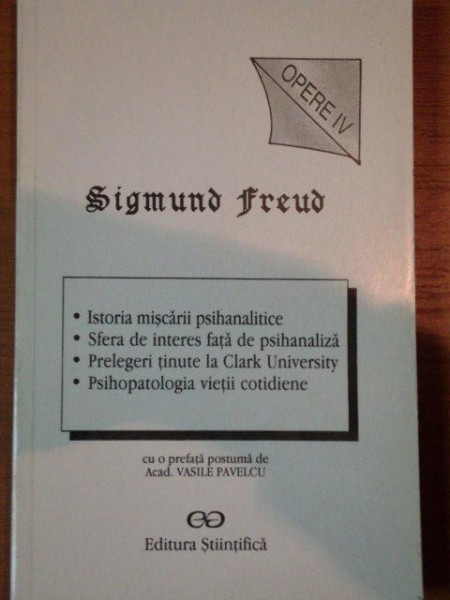 OPERE IV
Sigmund Freud
• Istoria mişcării psihanalitice
• Sfera de interes faţă de psihanaliză
• Prelegeri ţinute la Clark University
• Psihopatologia vieţii cotidiene
cu o prefaţă postumă de
Acad. VASILE PAVELCU
Editura Ştiinţifică